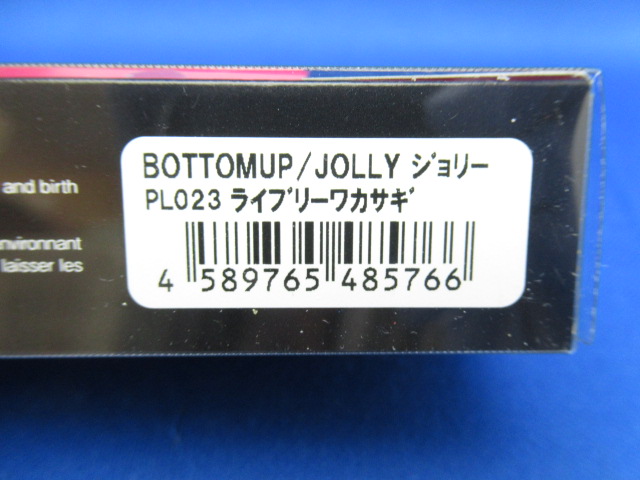 BOTTOMUP/JOLLY ジョリー
PL023 ライブリーワカサギ
4 589765 485766
and birth
nvironnant
laisser les